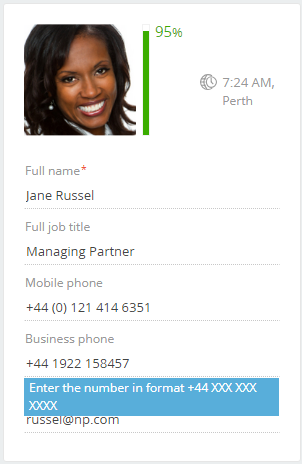 95%
7:24 AM,
Perth
Full name*
Jane Russel
Full job title
Managing Partner
Mobile phone
+44 (0) 121 414 6351
Business phone
+44 1922 158457
Enter the number in format +44 XXX XXX
XXXX
russel@np.com